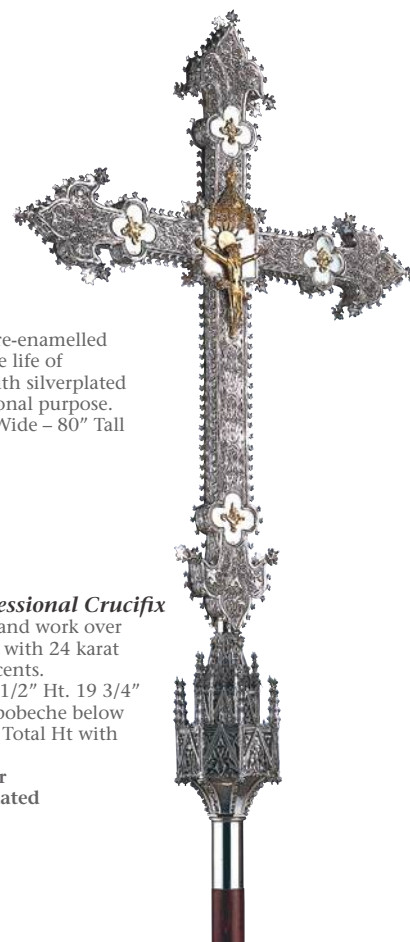 re-enamelled
e life of
th silverplated
onal purpose.
Wide – 80” Tall
essional Crucifix
and work over
with 24 karat
cents.
1/2” Ht. 19 3/4”
obeche below
Total Ht with
r
ated